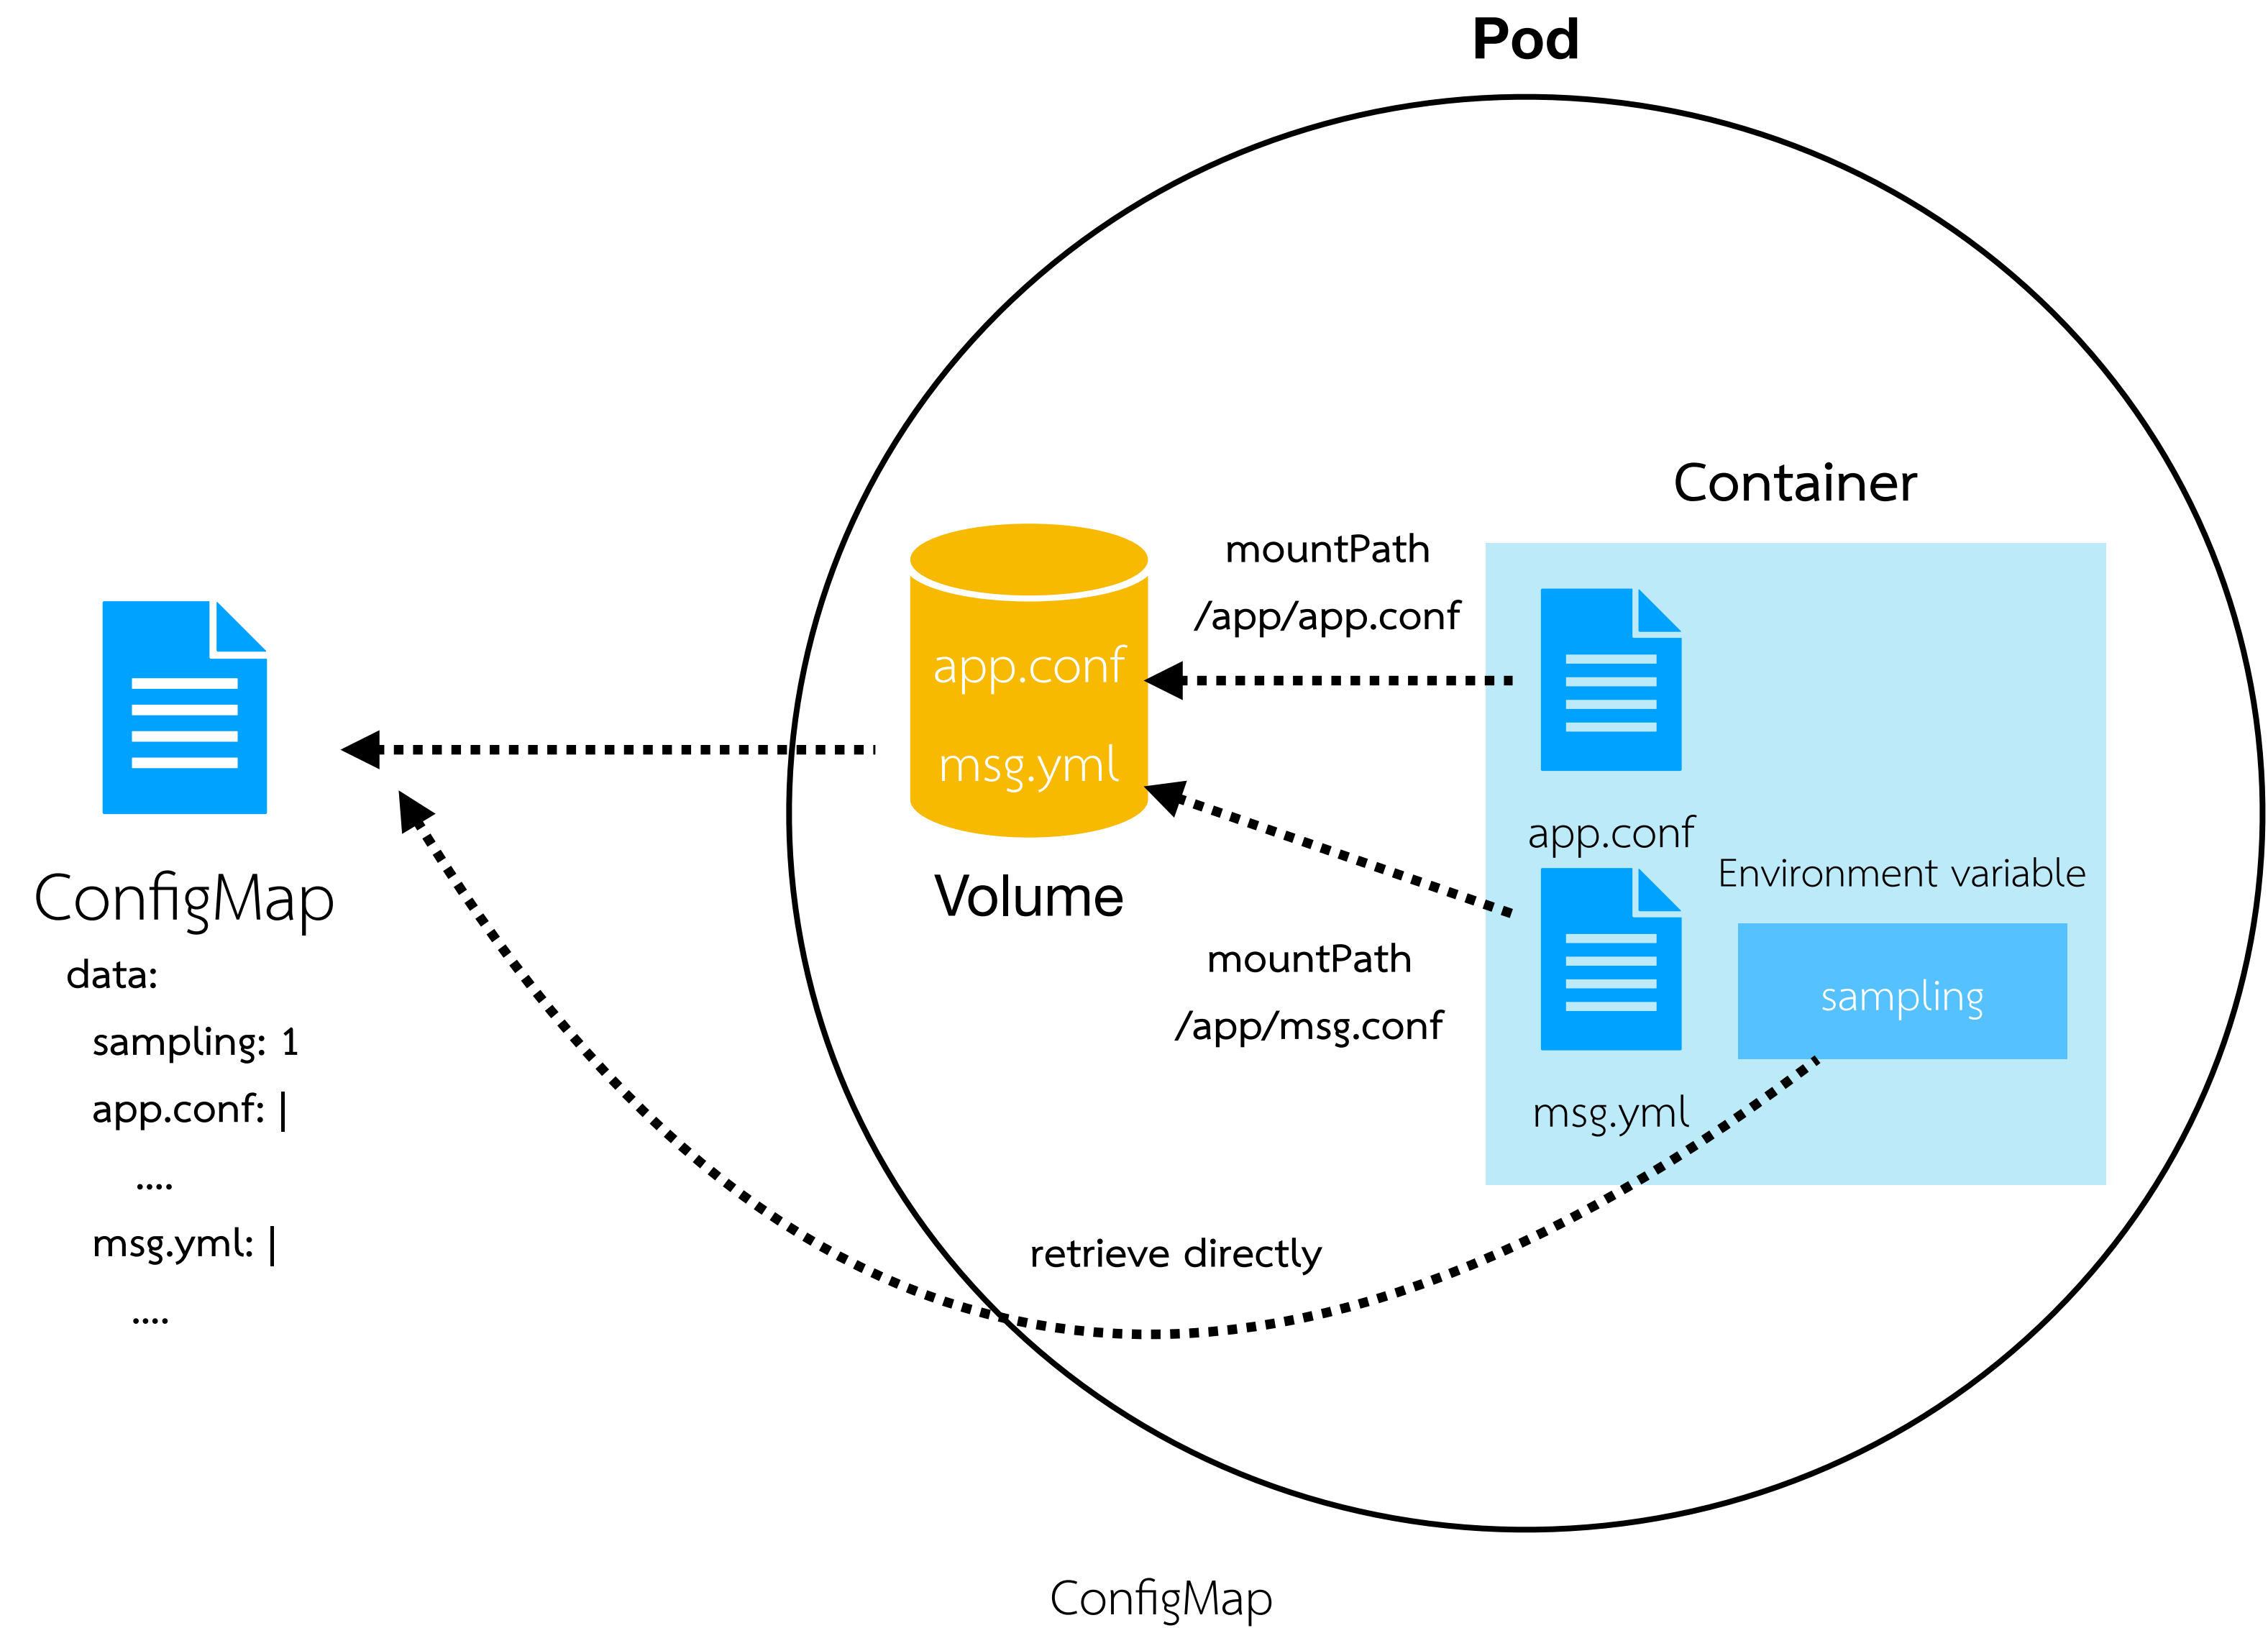 Pod
Container
mountPath
/app/app.conf
app.conf
msg.yml
Volume
app.conf
Environment variable
sampling
msg.yml
mountPath
/app/msg.conf
ConfigMap
data:
sampling: 1
app.conf: |
....
msg.yml: |
....
retrieve directly
ConfigMap